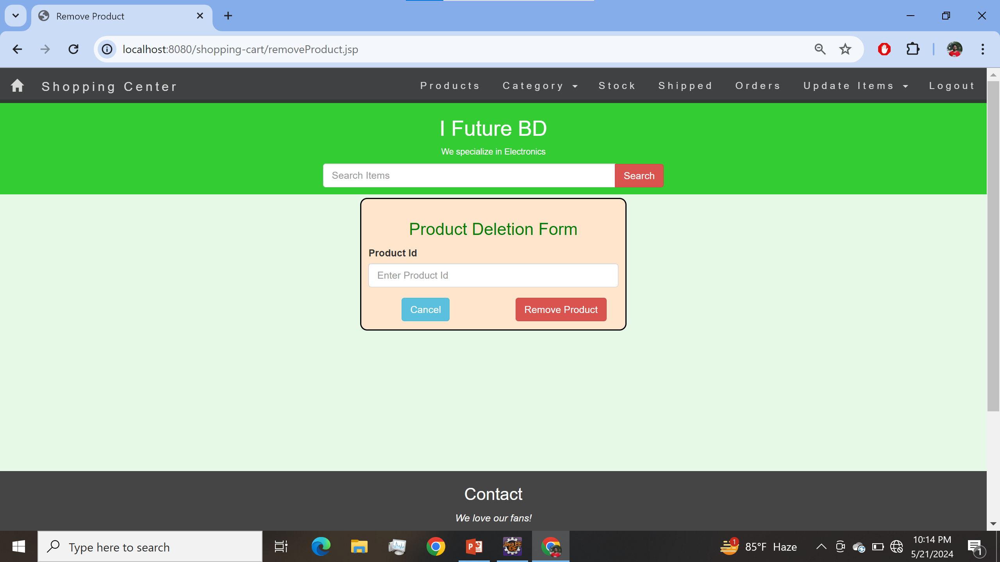 Remove Product
localhost:8080/shopping-cart/removeProduct.jsp
Shopping Center Products Category Stock Shipped Orders Update Items Logout
I Future BD
We specialize in Electronics
Search Items Search
Product Deletion Form
Product Id
Enter Product Id
Cancel Remove Product
Contact
We love our fans!
Type here to search
Java EE
IDE
1
85°F Haze
10:14 PM
5/21/2024
1